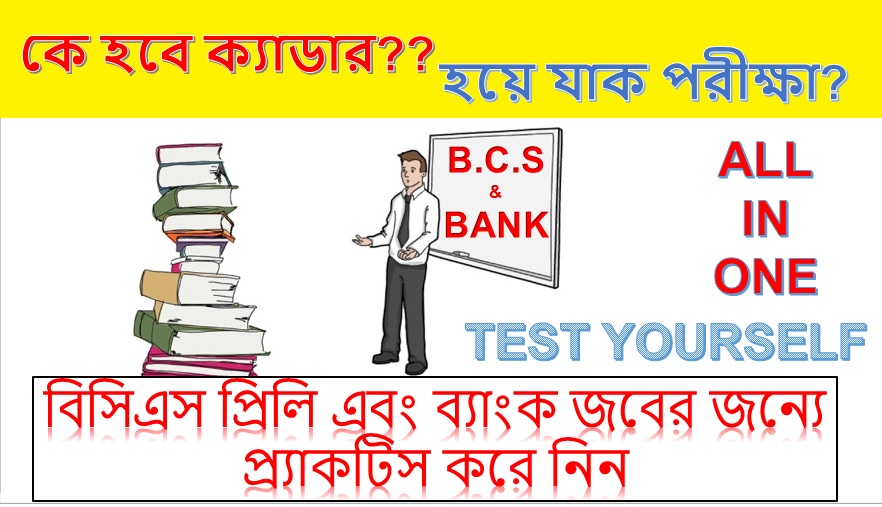 কে হবে ক্যাডার??
হয়ে যাক পরীক্ষা?
B.C.S
&
BANK
ALL
IN
ONE
TEST YOURSELF
বিসিএস প্রিলি এবং ব্যাংক জবের জন্যে
প্র্যাকটিস করে নিন